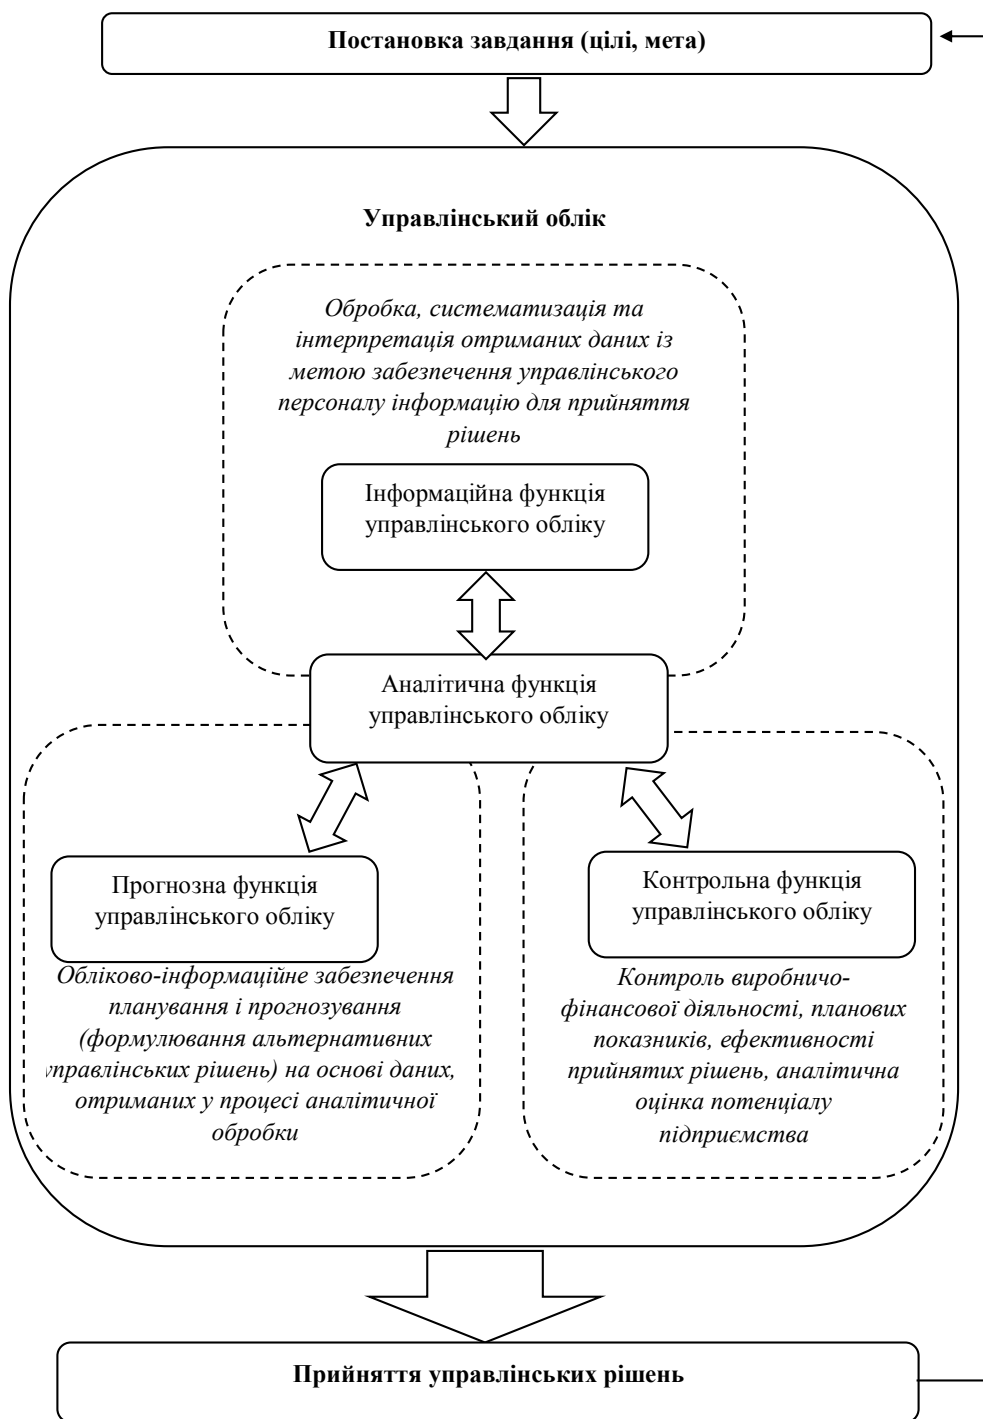 Постановка завдання (цілі, мета)
Управлінський облік
Обробка, систематизація та
інтерпретація отриманих даних із
метою забезпечення управлінського
персоналу інформацію для прийняття
рішень
Інформаційна функція
управлінського обліку
Аналітична функція
управлінського обліку
Прогнозна функція
управлінського обліку
Обліково-інформаційне забезпечення
планування і прогнозування
(формулювання альтернативних
управлінських рішень) на основі даних,
отриманих у процесі аналітичної
обробки
Контрольна функція
управлінського обліку
Контроль виробничо-
фінансової діяльності, планових
показників, ефективності
прийнятих рішень, аналітична
оцінка потенціалу
підприємства
Прийняття управлінських рішень